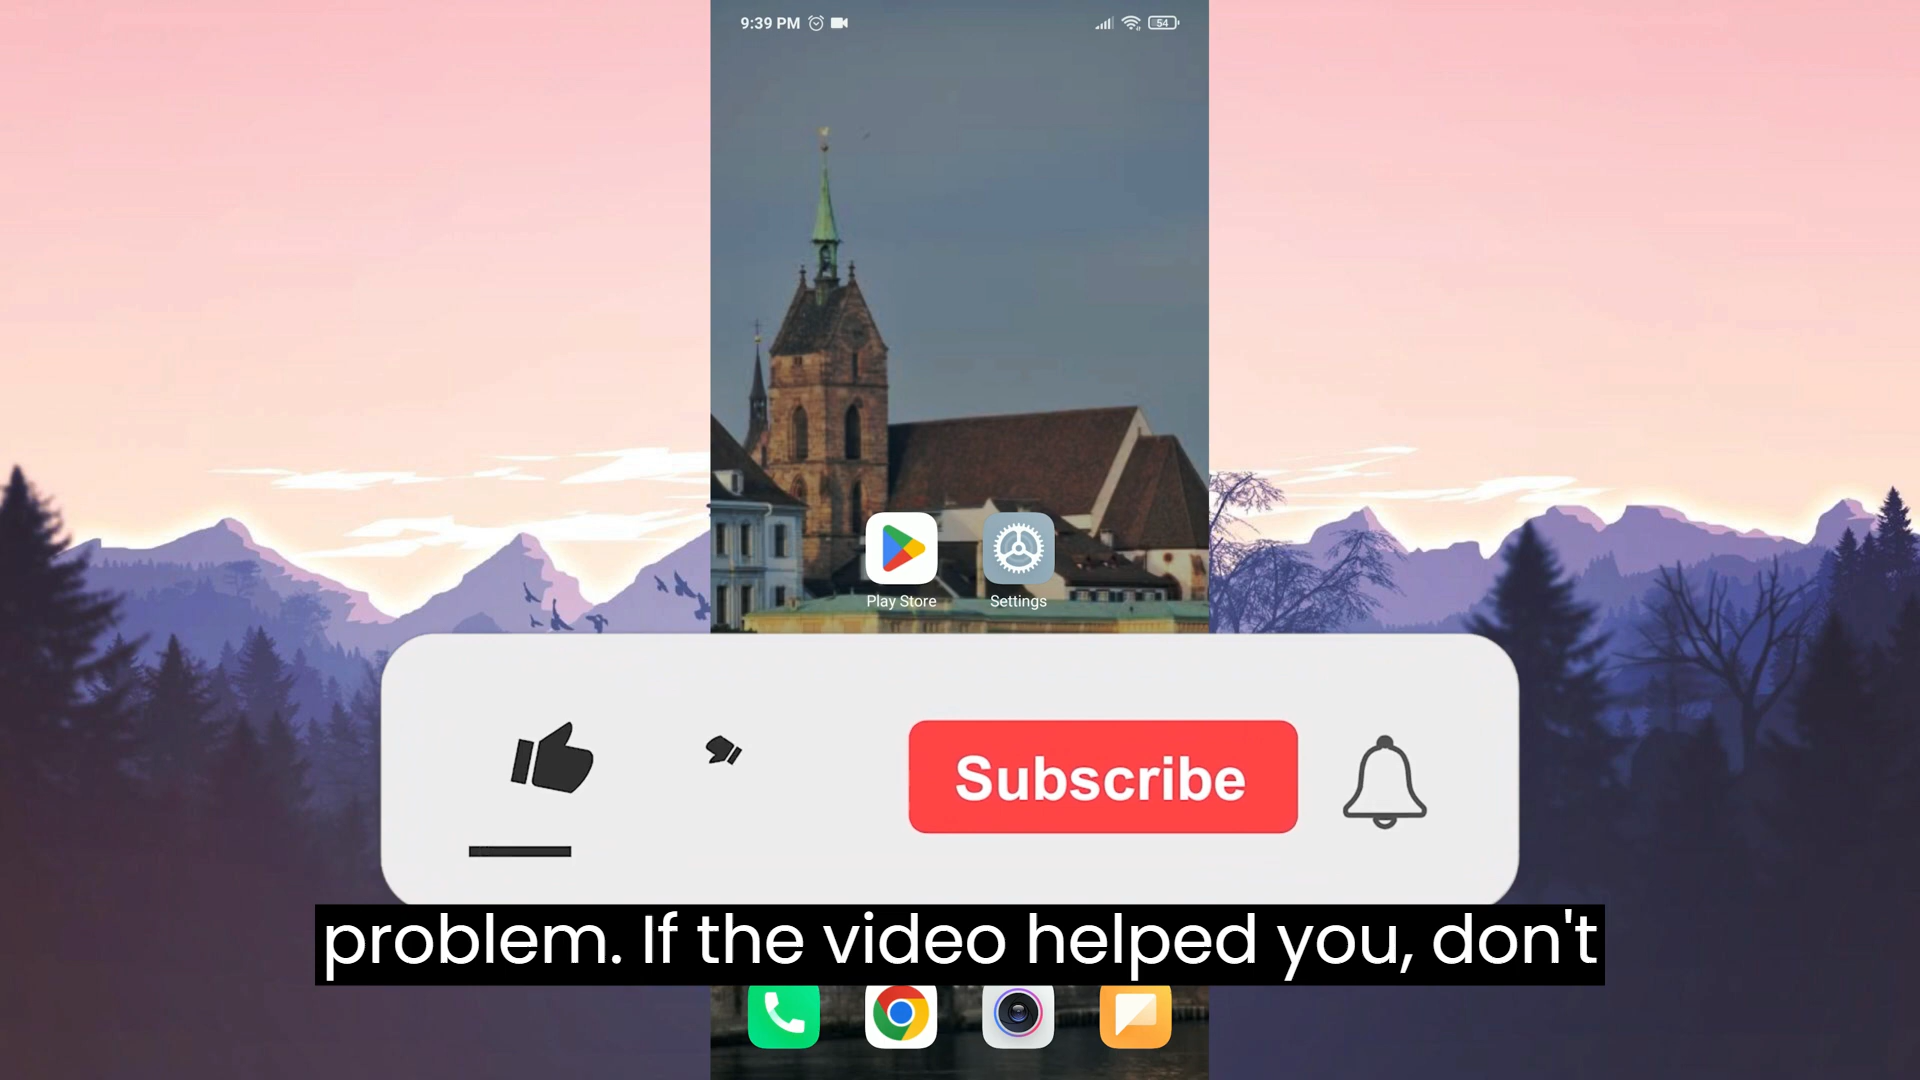 9:39 PM
54
Play Store
Settings
Subscribe
problem. If the video helped you, don't